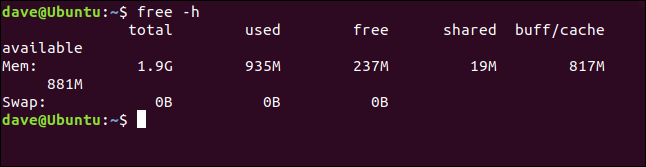 dave@Ubuntu:~$ free -h
              total        used        free      shared  buff/cache
available
Mem:           1.9G        935M        237M         19M        817M
     881M
Swap:            0B          0B          0B
dave@Ubuntu:~$